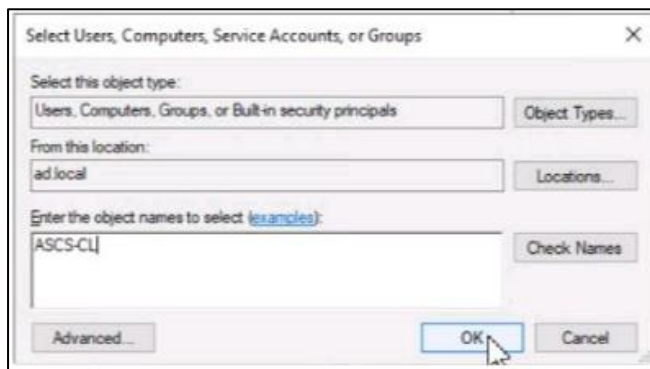 Select Users, Computers, Service Accounts, or Groups
Select this object type:
Users, Computers, Groups, or Built-in security principals
Object Types...
From this location:
ad.local
Locations...
Enter the object names to select (examples):
ASCS-CL
Check Names
Advanced...
OK
Cancel